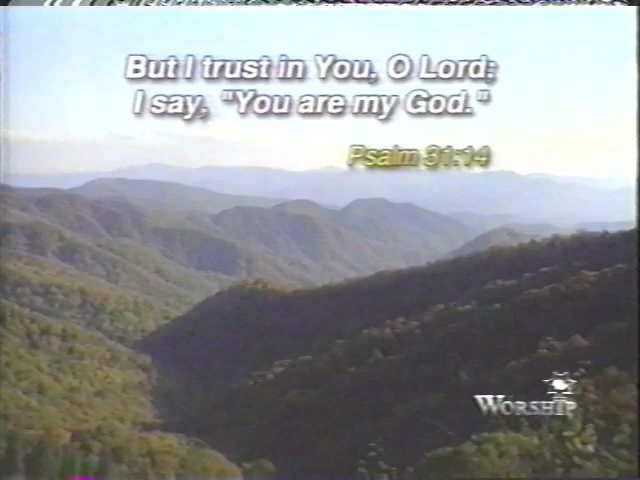 But I trust in You, O Lord;
I say, "You are my God."
Psalm 31:14
WORSHIP